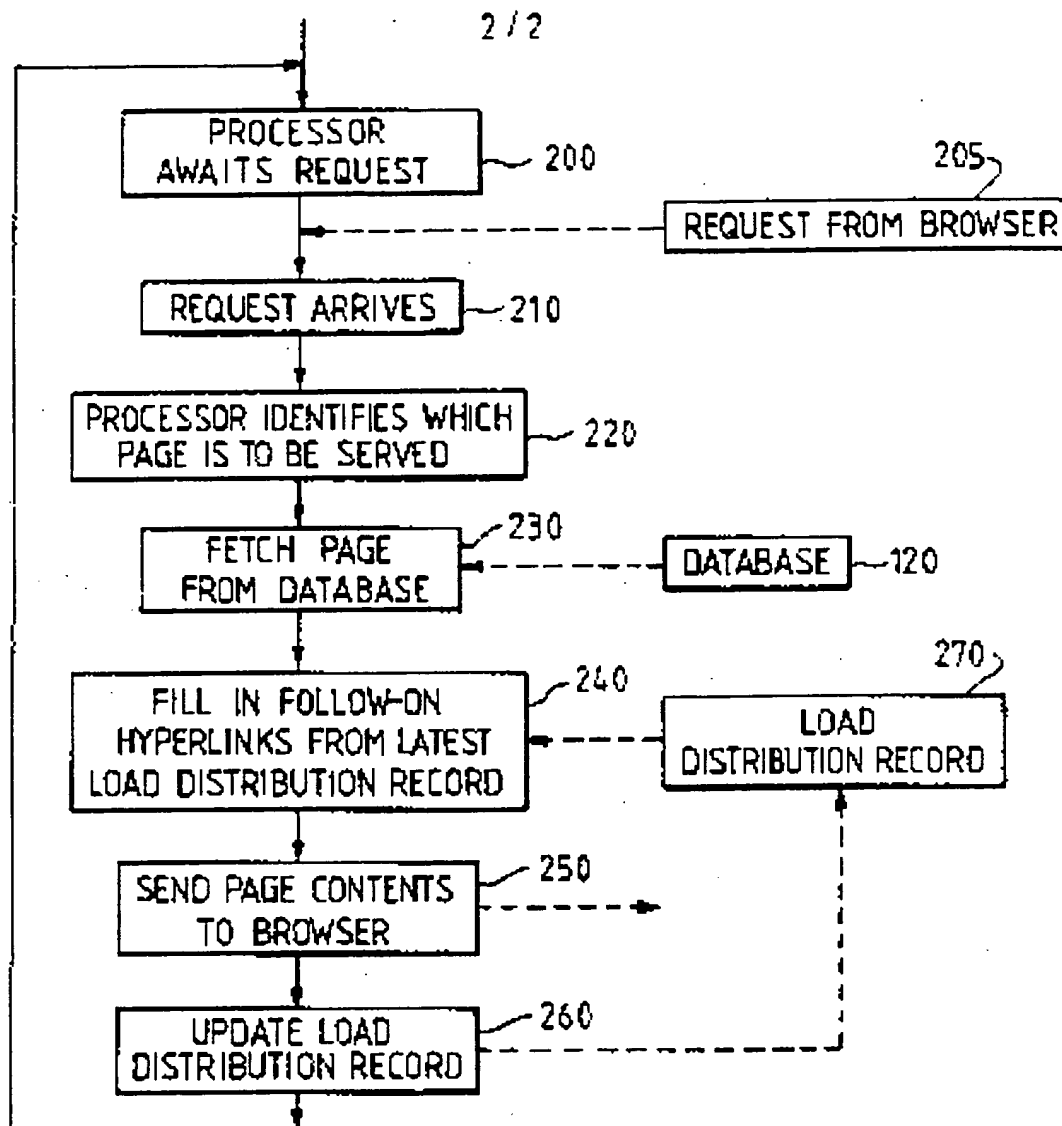 2 / 2
PROCESSOR
AWAITS REQUEST
200
205
REQUEST FROM BROWSER
REQUEST ARRIVES
210
PROCESSOR IDENTIFIES WHICH
PAGE IS TO BE SERVED
220
230
FETCH PAGE
FROM DATABASE
DATABASE
120
240
FILL IN FOLLOW-ON
HYPERLINKS FROM LATEST
LOAD DISTRIBUTION RECORD
270
LOAD
DISTRIBUTION RECORD
250
SEND PAGE CONTENTS
TO BROWSER
260
UPDATE LOAD
DISTRIBUTION RECORD